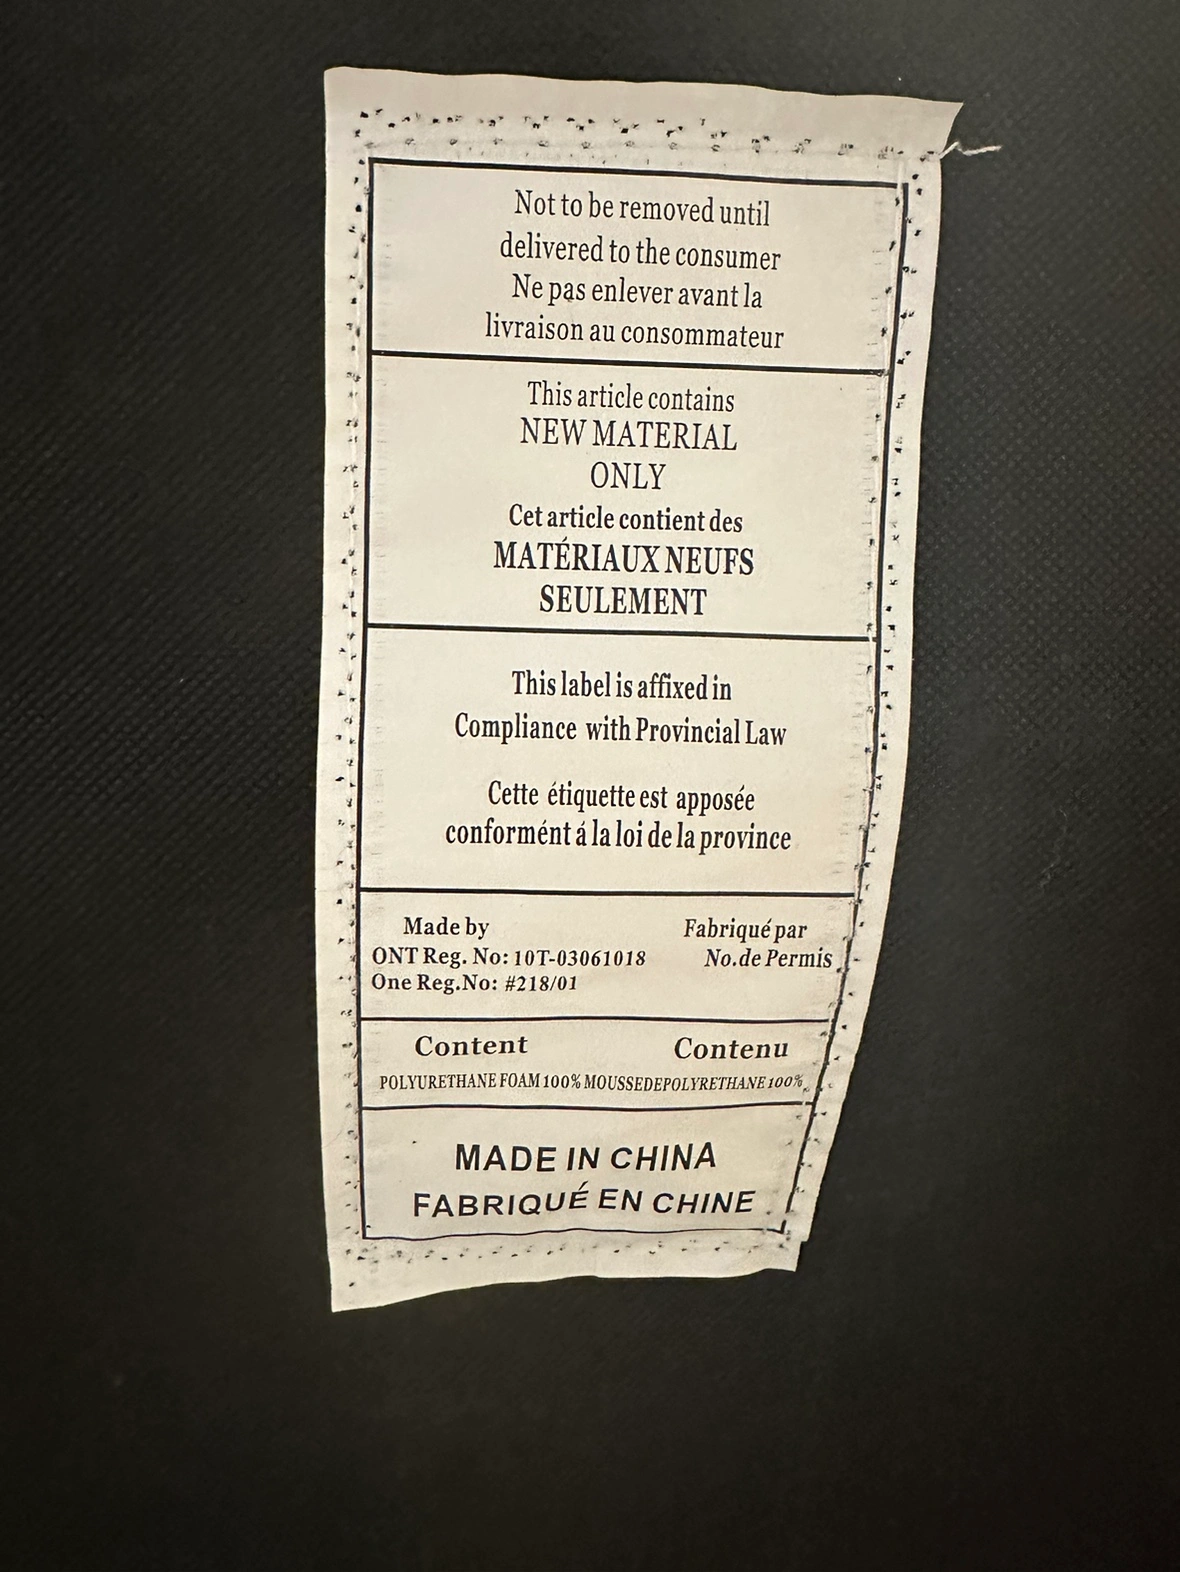 Not to be removed until
delivered to the consumer
Ne pas enlever avant la
livraison au consommateur
This article contains
NEW MATERIAL
ONLY
Cet article contient des
MATÉRIAUX NEUFS
SEULEMENT
This label is affixed in
Compliance with Provincial Law
Cette étiquette est apposée
conformént á la loi de la province
Made by Fabriqué par
ONT Reg. No: 10T-03061018 No.de Permis
One Reg.No: #218/01
Content Contenu
POLYURETHANE FOAM 100% MOUSSEDEPOLYRETHANE 100%
MADE IN CHINA
FABRIQUÉ EN CHINE